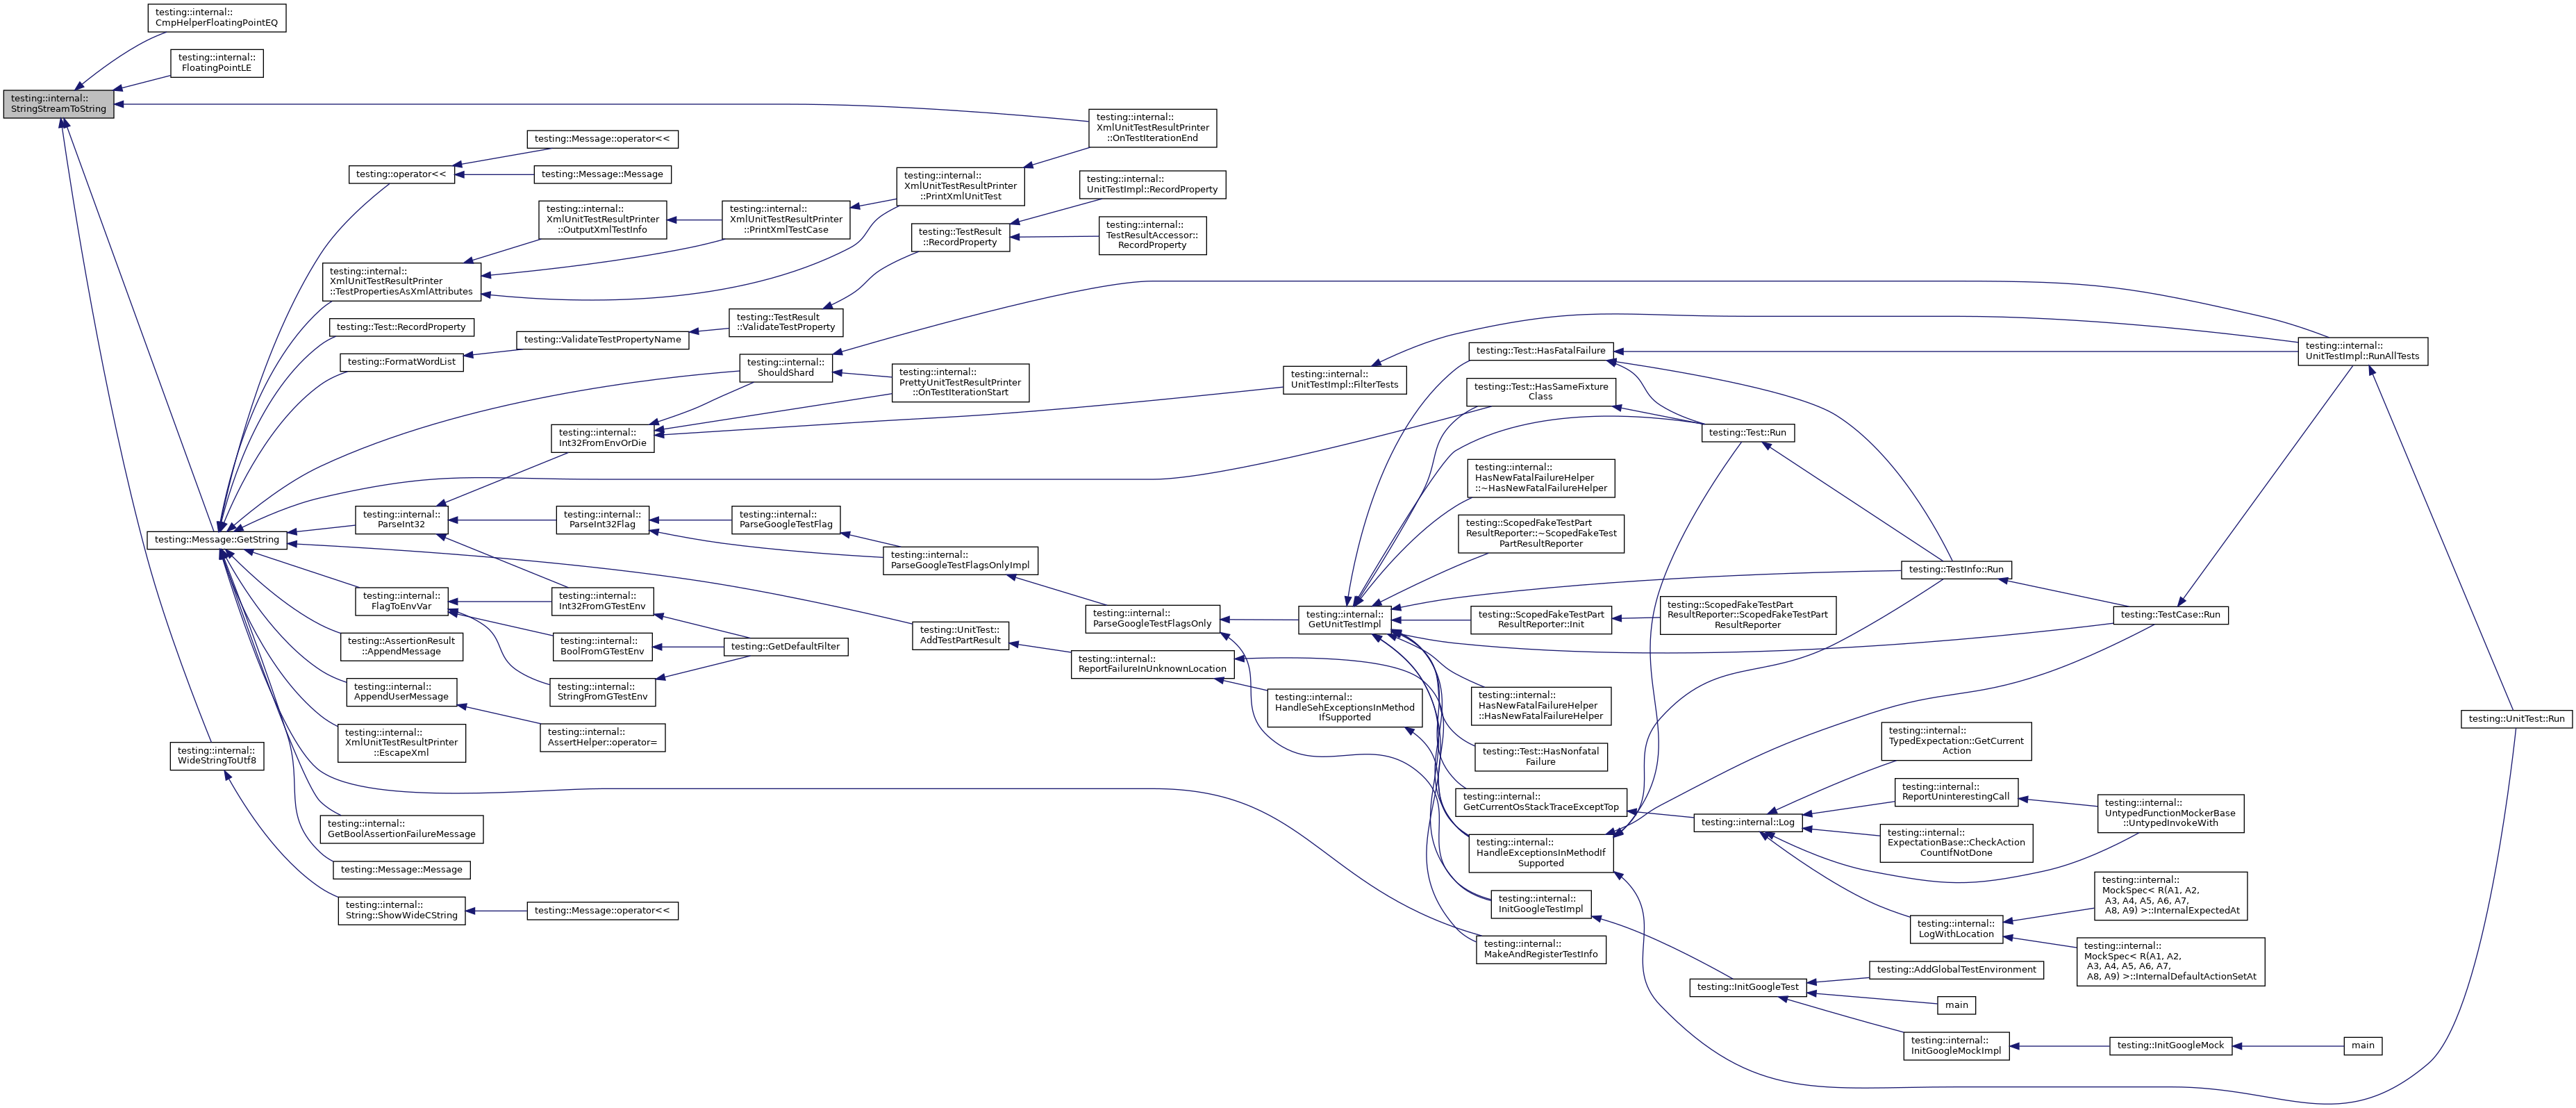 testing::internal::
CmpHelperFloatingPointEQ
testing::internal::
FloatingPointLE
testing::internal::
StringStreamToString
testing::internal::
XmlUnitTestResultPrinter
::OnTestIterationEnd
testing::Message::operator<<
testing::operator<<
testing::Message::Message
testing::internal::
XmlUnitTestResultPrinter
::PrintXmlUnitTest
testing::internal::
UnitTestImpl::RecordProperty
testing::internal::
XmlUnitTestResultPrinter
::OutputXmlTestInfo
testing::internal::
XmlUnitTestResultPrinter
::PrintXmlTestCase
testing::TestResult
::RecordProperty
testing::internal::
TestResultAccessor::
RecordProperty
testing::internal::
XmlUnitTestResultPrinter
::TestPropertiesAsXmlAttributes
testing::Test::RecordProperty
testing::TestResult
::ValidateTestProperty
testing::FormatWordList
testing::ValidateTestPropertyName
testing::internal::
ShouldShard
testing::internal::
PrettyUnitTestResultPrinter
::OnTestIterationStart
testing::internal::
UnitTestImpl::FilterTests
testing::Test::HasFatalFailure
testing::internal::
UnitTestImpl::RunAllTests
testing::Test::HasSameFixture
Class
testing::internal::
Int32FromEnvOrDie
testing::Test::Run
testing::internal::
HasNewFatalFailureHelper
::~HasNewFatalFailureHelper
testing::internal::
ParseInt32
testing::internal::
ParseInt32Flag
testing::internal::
ParseGoogleTestFlag
testing::ScopedFakeTestPart
ResultReporter::~ScopedFakeTest
PartResultReporter
testing::Message::GetString
testing::internal::
ParseGoogleTestFlagsOnlyImpl
testing::TestInfo::Run
testing::internal::
FlagToEnvVar
testing::internal::
Int32FromGTestEnv
testing::internal::
ParseGoogleTestFlagsOnly
testing::internal::
GetUnitTestImpl
testing::ScopedFakeTestPart
ResultReporter::Init
testing::ScopedFakeTestPart
ResultReporter::ScopedFakeTestPart
ResultReporter
testing::TestCase::Run
testing::AssertionResult
::AppendMessage
testing::internal::
BoolFromGTestEnv
testing::GetDefaultFilter
testing::UnitTest::
AddTestPartResult
testing::internal::
ReportFailureInUnknownLocation
testing::internal::
AppendUserMessage
testing::internal::
StringFromGTestEnv
testing::internal::
HandleSehExceptionsInMethod
IfSupported
testing::internal::
HasNewFatalFailureHelper
::HasNewFatalFailureHelper
testing::UnitTest::Run
testing::internal::
XmlUnitTestResultPrinter
::EscapeXml
testing::internal::
AssertHelper::operator=
testing::internal::
WideStringToUtf8
testing::Test::HasNonfatal
Failure
testing::internal::
TypedExpectation::GetCurrent
Action
testing::internal::
GetCurrentOsStackTraceExceptTop
testing::internal::
ReportUninterestingCall
testing::internal::
UntypedFunctionMockerBase
::UntypedInvokeWith
testing::internal::
GetBoolAssertionFailureMessage
testing::internal::Log
testing::internal::
ExpectationBase::CheckAction
CountIfNotDone
testing::internal::
HandleExceptionsInMethodIf
Supported
testing::Message::Message
testing::internal::
MockSpec< R(A1, A2,
A3, A4, A5, A6, A7,
A8, A9) >::InternalExpectedAt
testing::internal::
String::ShowWideCString
testing::Message::operator<<
testing::internal::
InitGoogleTestImpl
testing::internal::
LogWithLocation
testing::internal::
MakeAndRegisterTestInfo
testing::internal::
MockSpec< R(A1, A2,
A3, A4, A5, A6, A7,
A8, A9) >::InternalDefaultActionSetAt
testing::AddGlobalTestEnvironment
testing::InitGoogleTest
main
testing::internal::
InitGoogleMockImpl
testing::InitGoogleMock
main